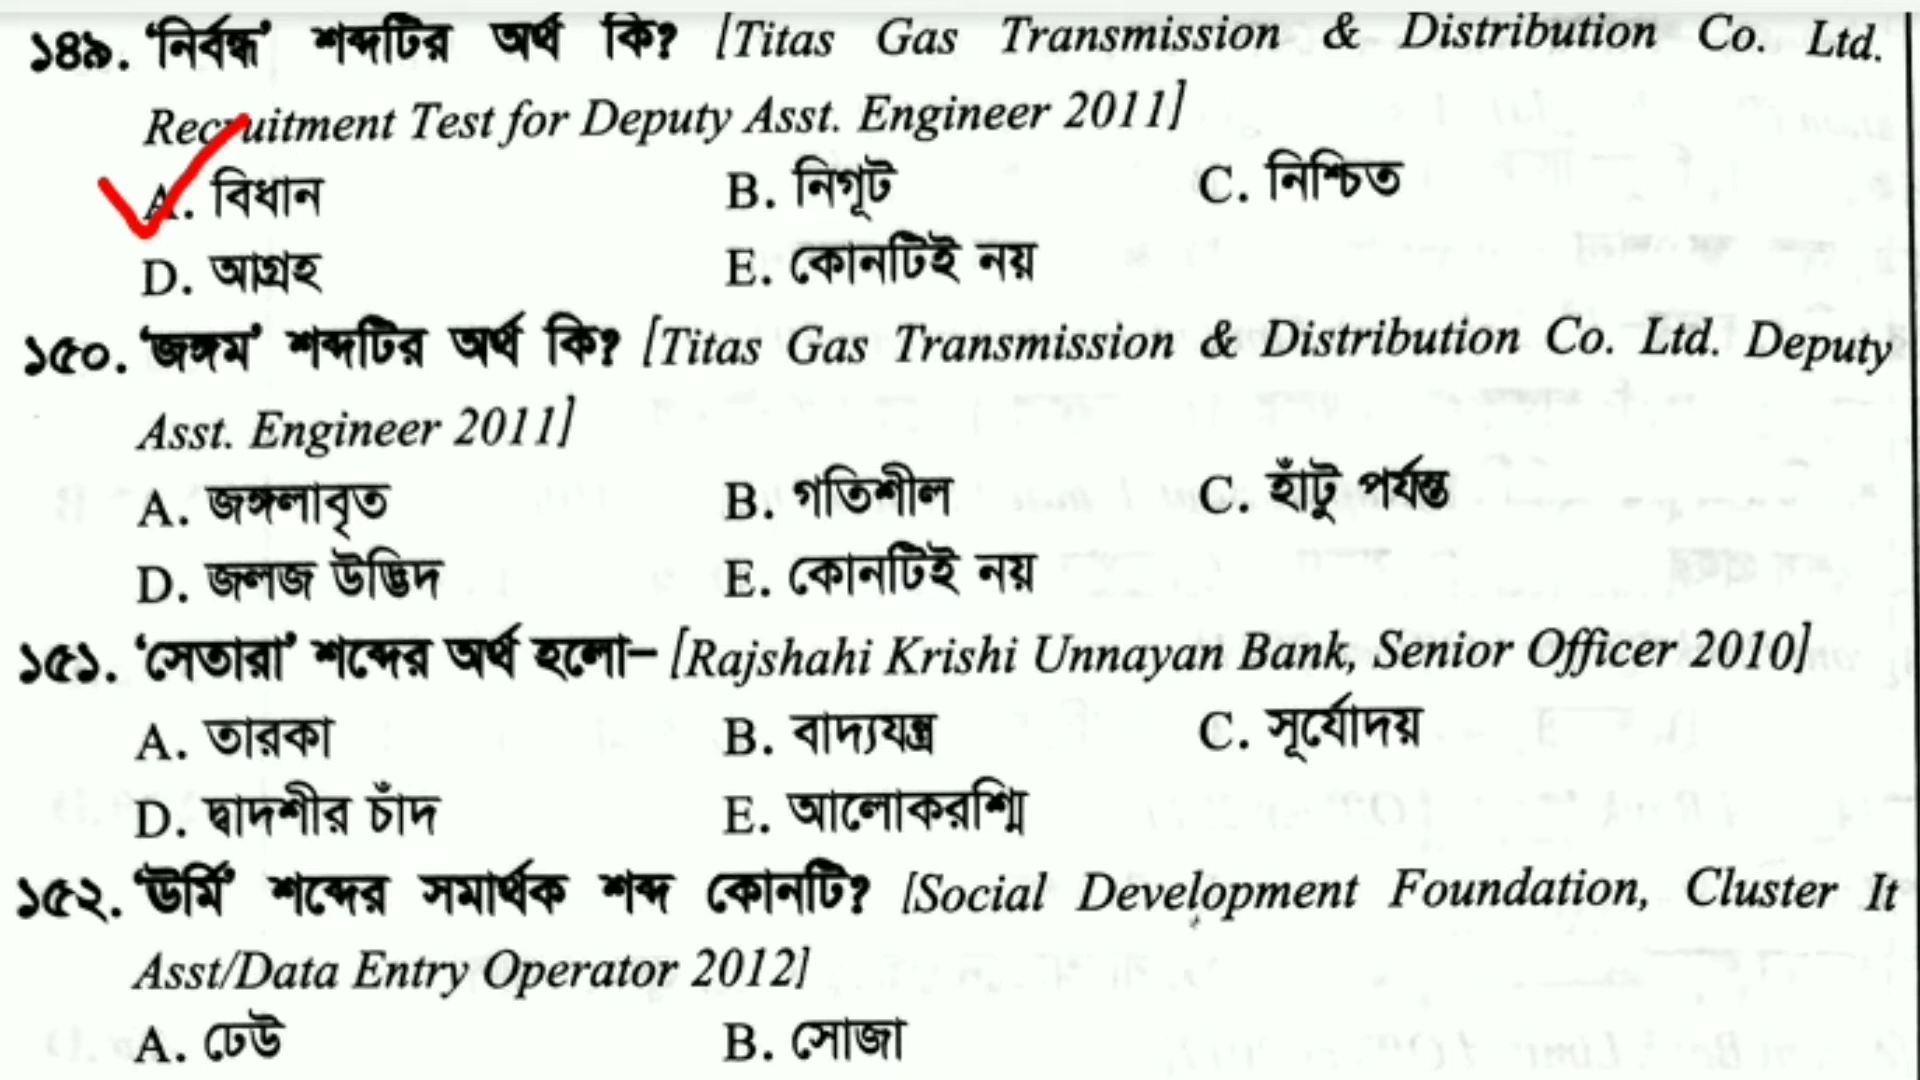 ১৪৯. ‘নির্বন্ধ’ শব্দটির অর্থ কি? [Titas Gas Transmission & Distribution Co. Ltd.
Recruitment Test for Deputy Asst. Engineer 2011]
A. বিধান B. নিগূঢ় C. নিশ্চিত
D. আগ্রহ E. কোনটিই নয়
১৫০. ‘জঙ্গম’ শব্দটির অর্থ কি? [Titas Gas Transmission & Distribution Co. Ltd. Deputy
Asst. Engineer 2011]
A. জঙ্গলাবৃত B. গতিশীল C. হাঁটু পর্যন্ত
D. জলজ উদ্ভিদ E. কোনটিই নয়
১৫১. ‘সেতারা’ শব্দের অর্থ হলো– [Rajshahi Krishi Unnayan Bank, Senior Officer 2010]
A. তারকা B. বাদ্যযন্ত্র C. সূর্যোদয়
D. দ্বাদশীর চাঁদ E. আলোকরশ্মি
১৫২. ‘ঊর্মি’ শব্দের সমার্থক শব্দ কোনটি? [Social Development Foundation, Cluster It
Asst/Data Entry Operator 2012]
A. ঢেউ B. সোজা